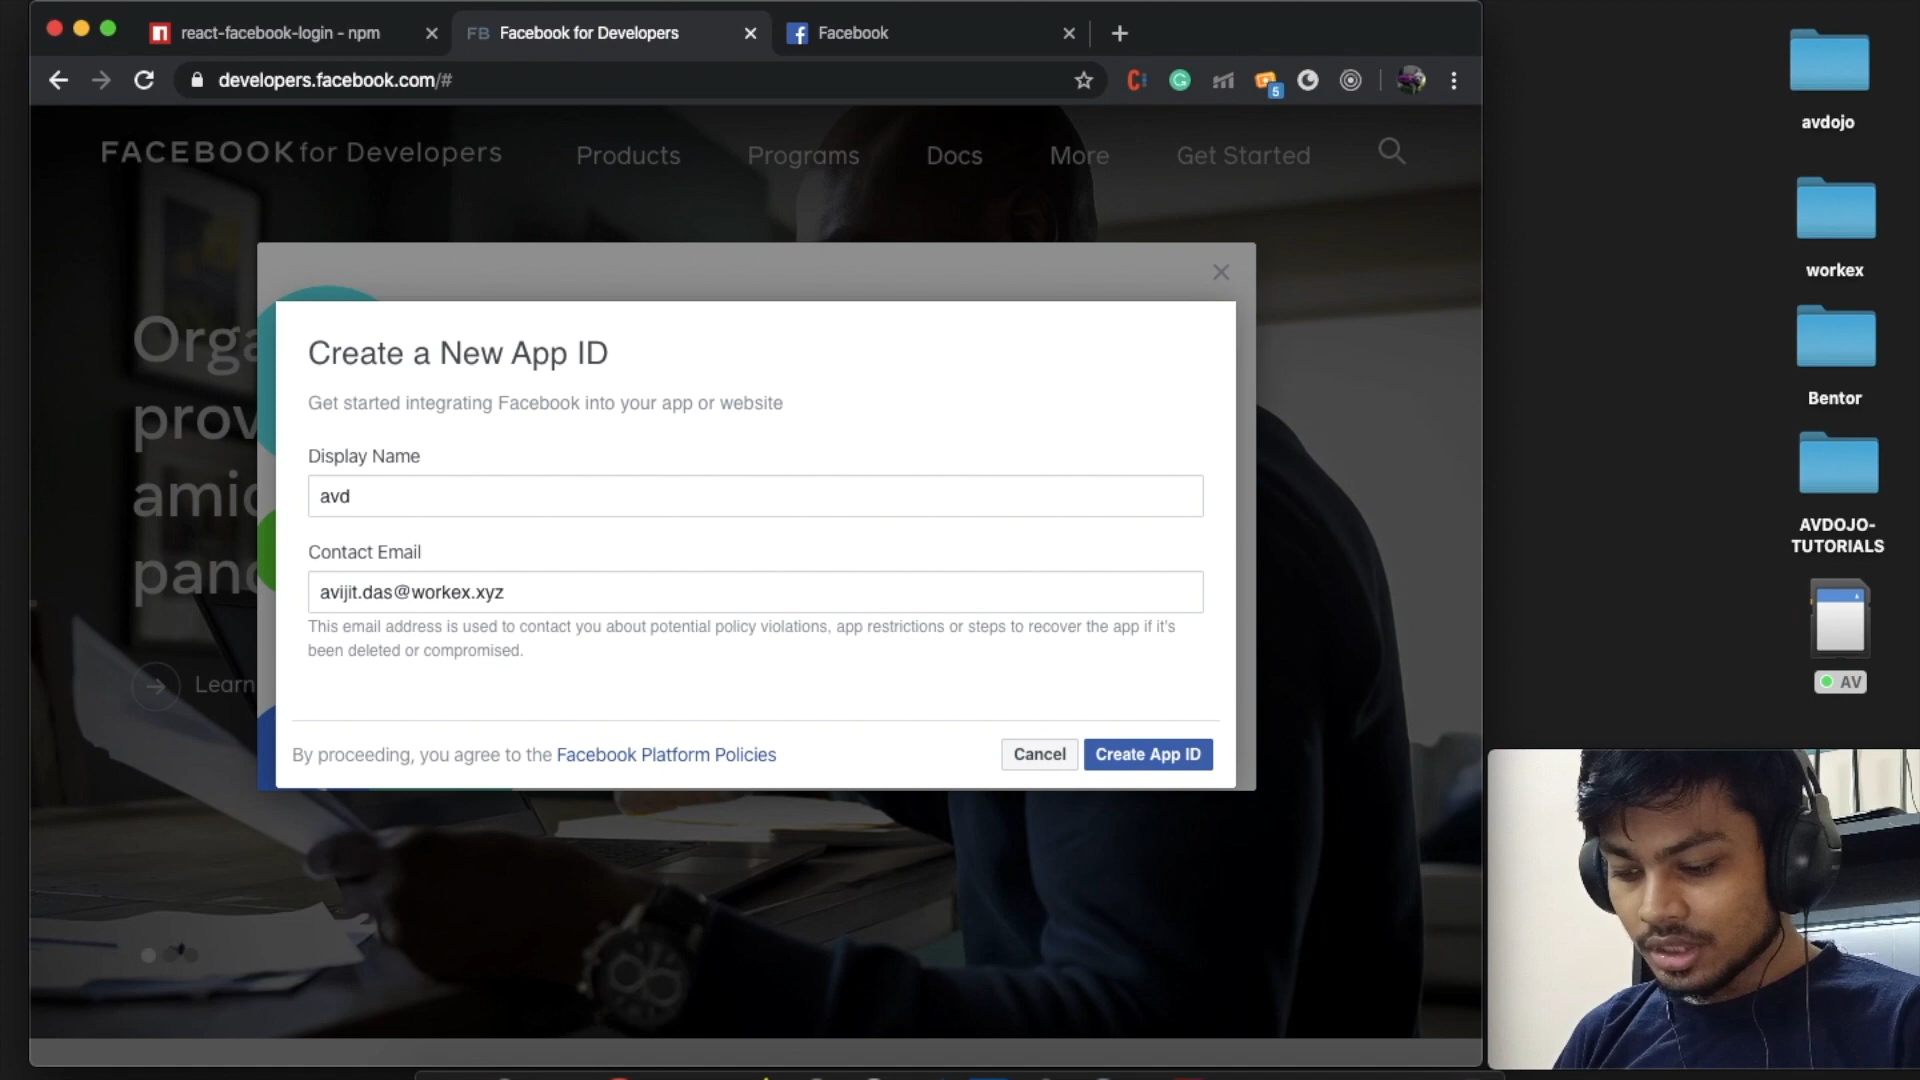 react-facebook-login - npm
FB Facebook for Developers
Facebook
developers.facebook.com/#
5
FACEBOOK for Developers
Products
Programs
Docs
More
Get Started
Create a New App ID
Get started integrating Facebook into your app or website
Display Name
avd
Contact Email
avijit.das@workex.xyz
This email address is used to contact you about potential policy violations, app restrictions or steps to recover the app if it's
been deleted or compromised.
Learn
By proceeding, you agree to the Facebook Platform Policies
Cancel
Create App ID
avdojo
workex
Bentor
AVDOJO-
TUTORIALS
AV